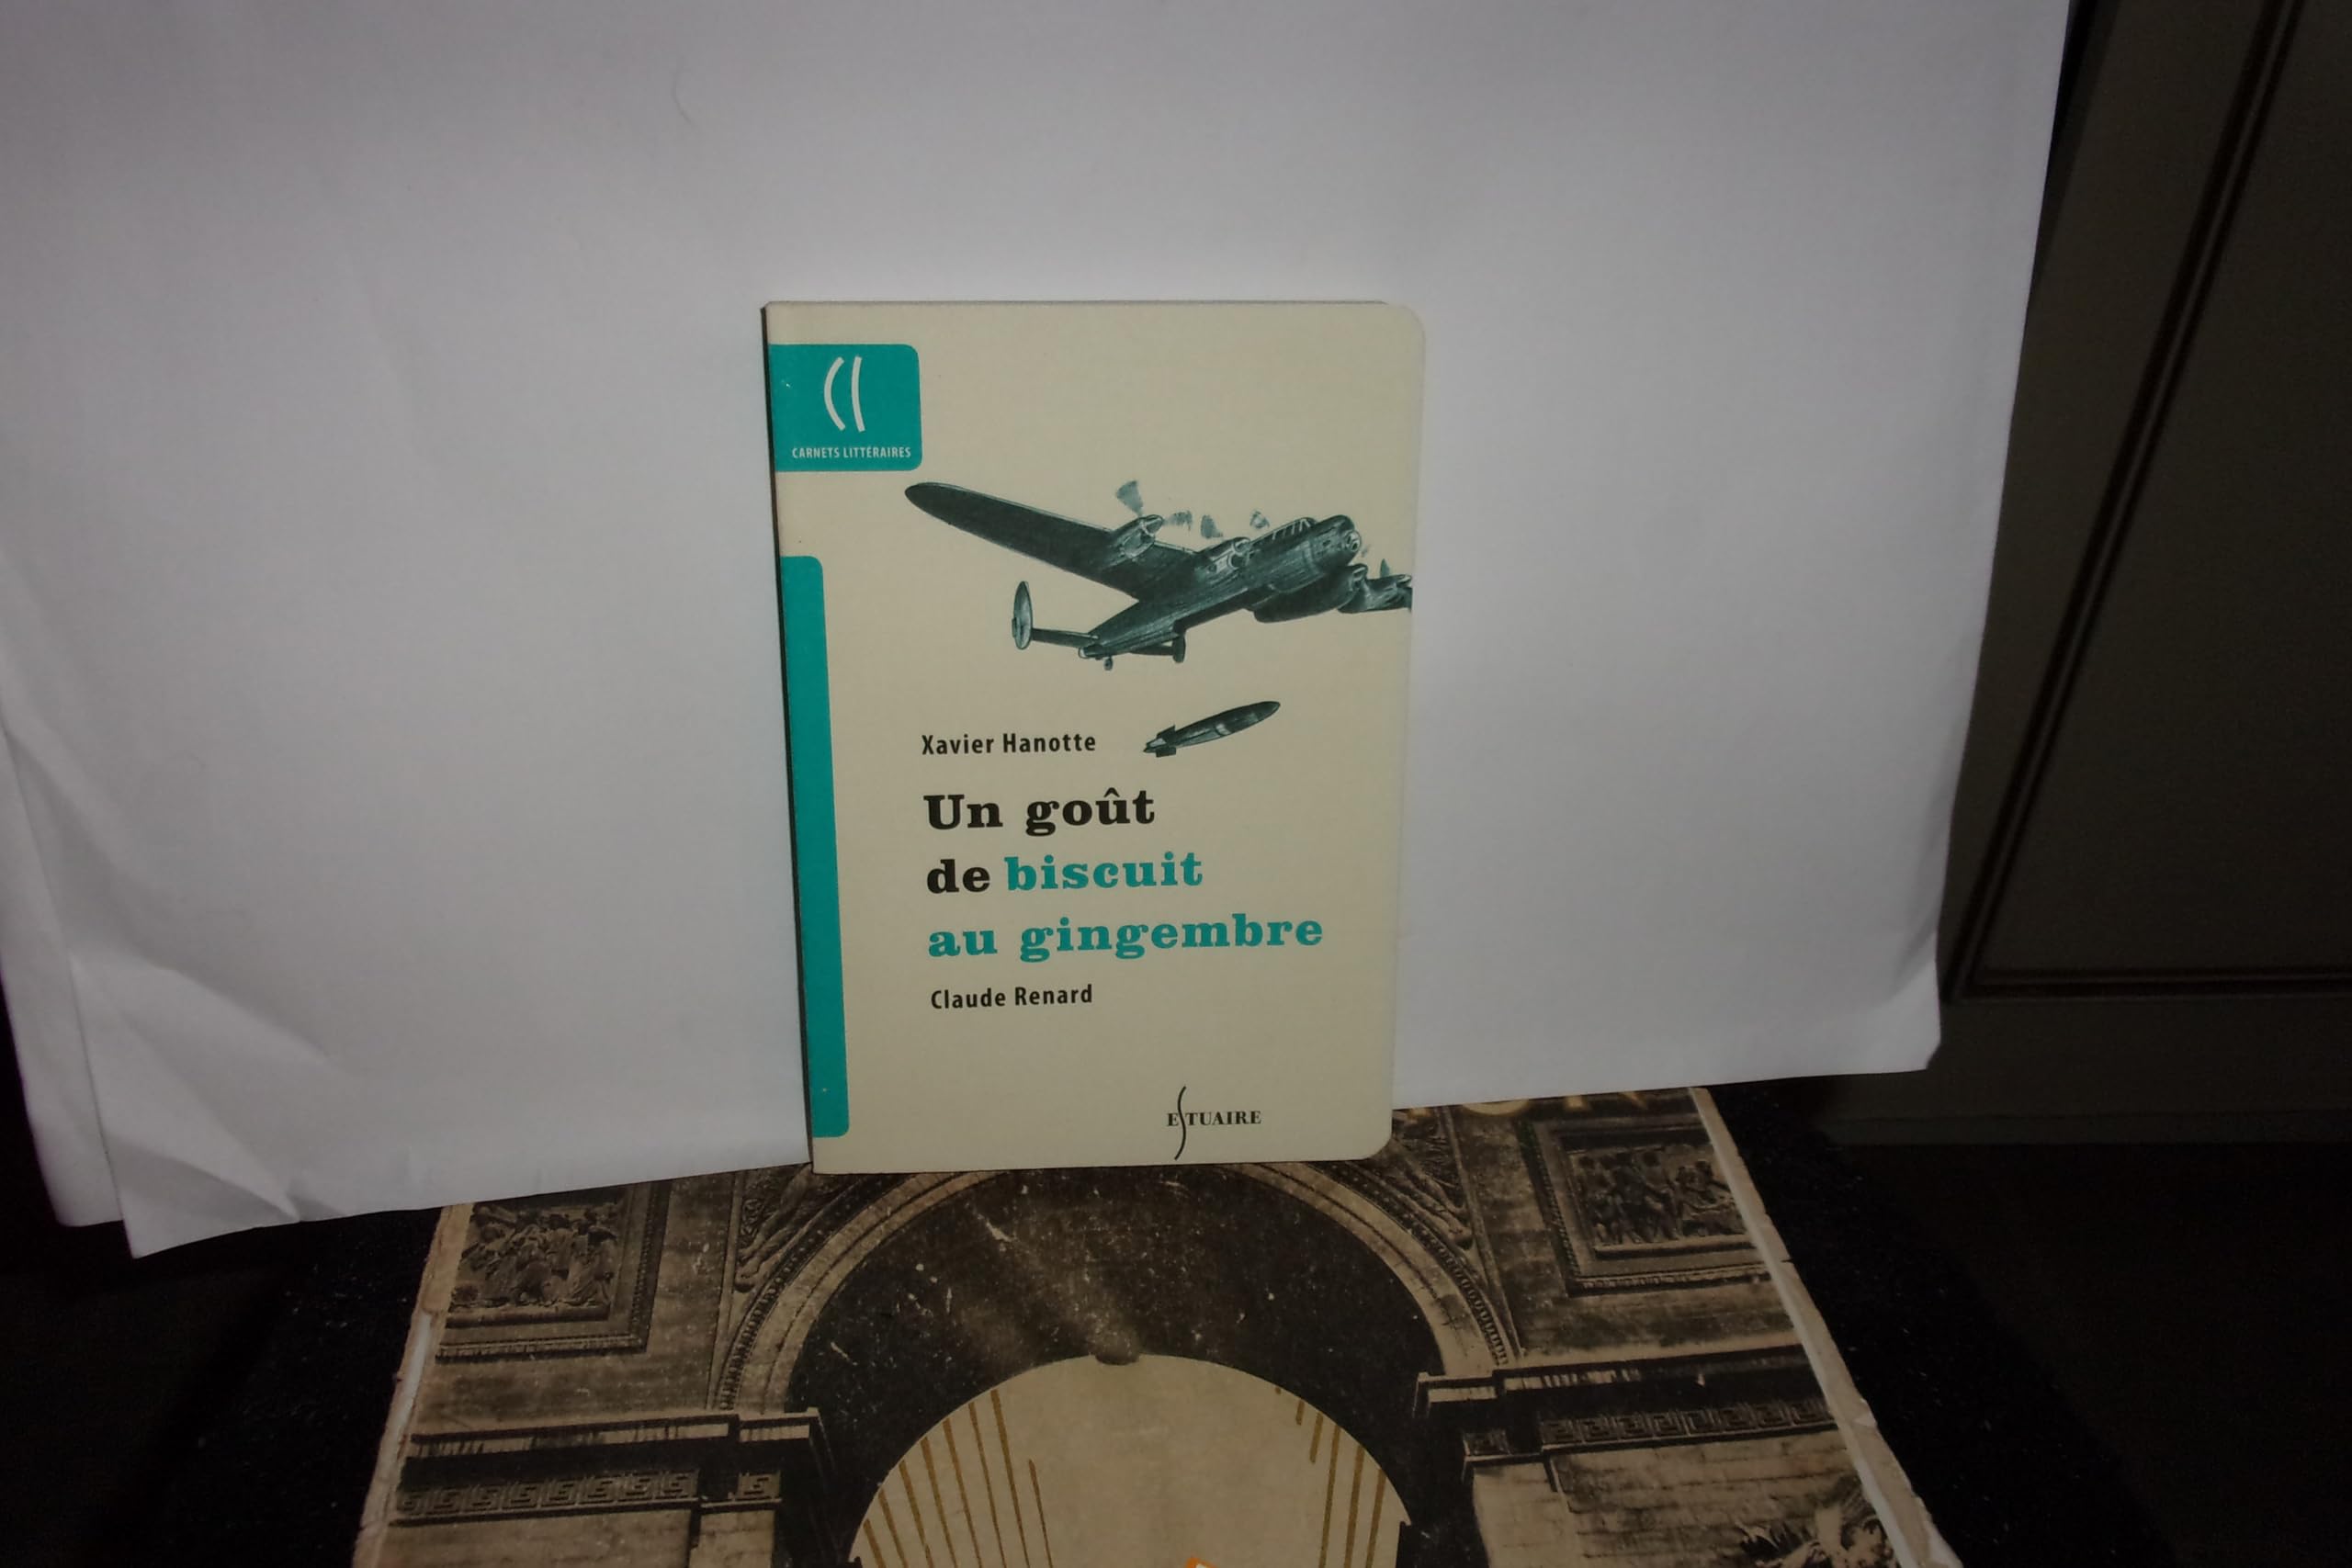 CARNETS LITTÉRAIRES
Xavier Hanotte
Un goût
de biscuit
au gingembre
Claude Renard
ESTUAIRE